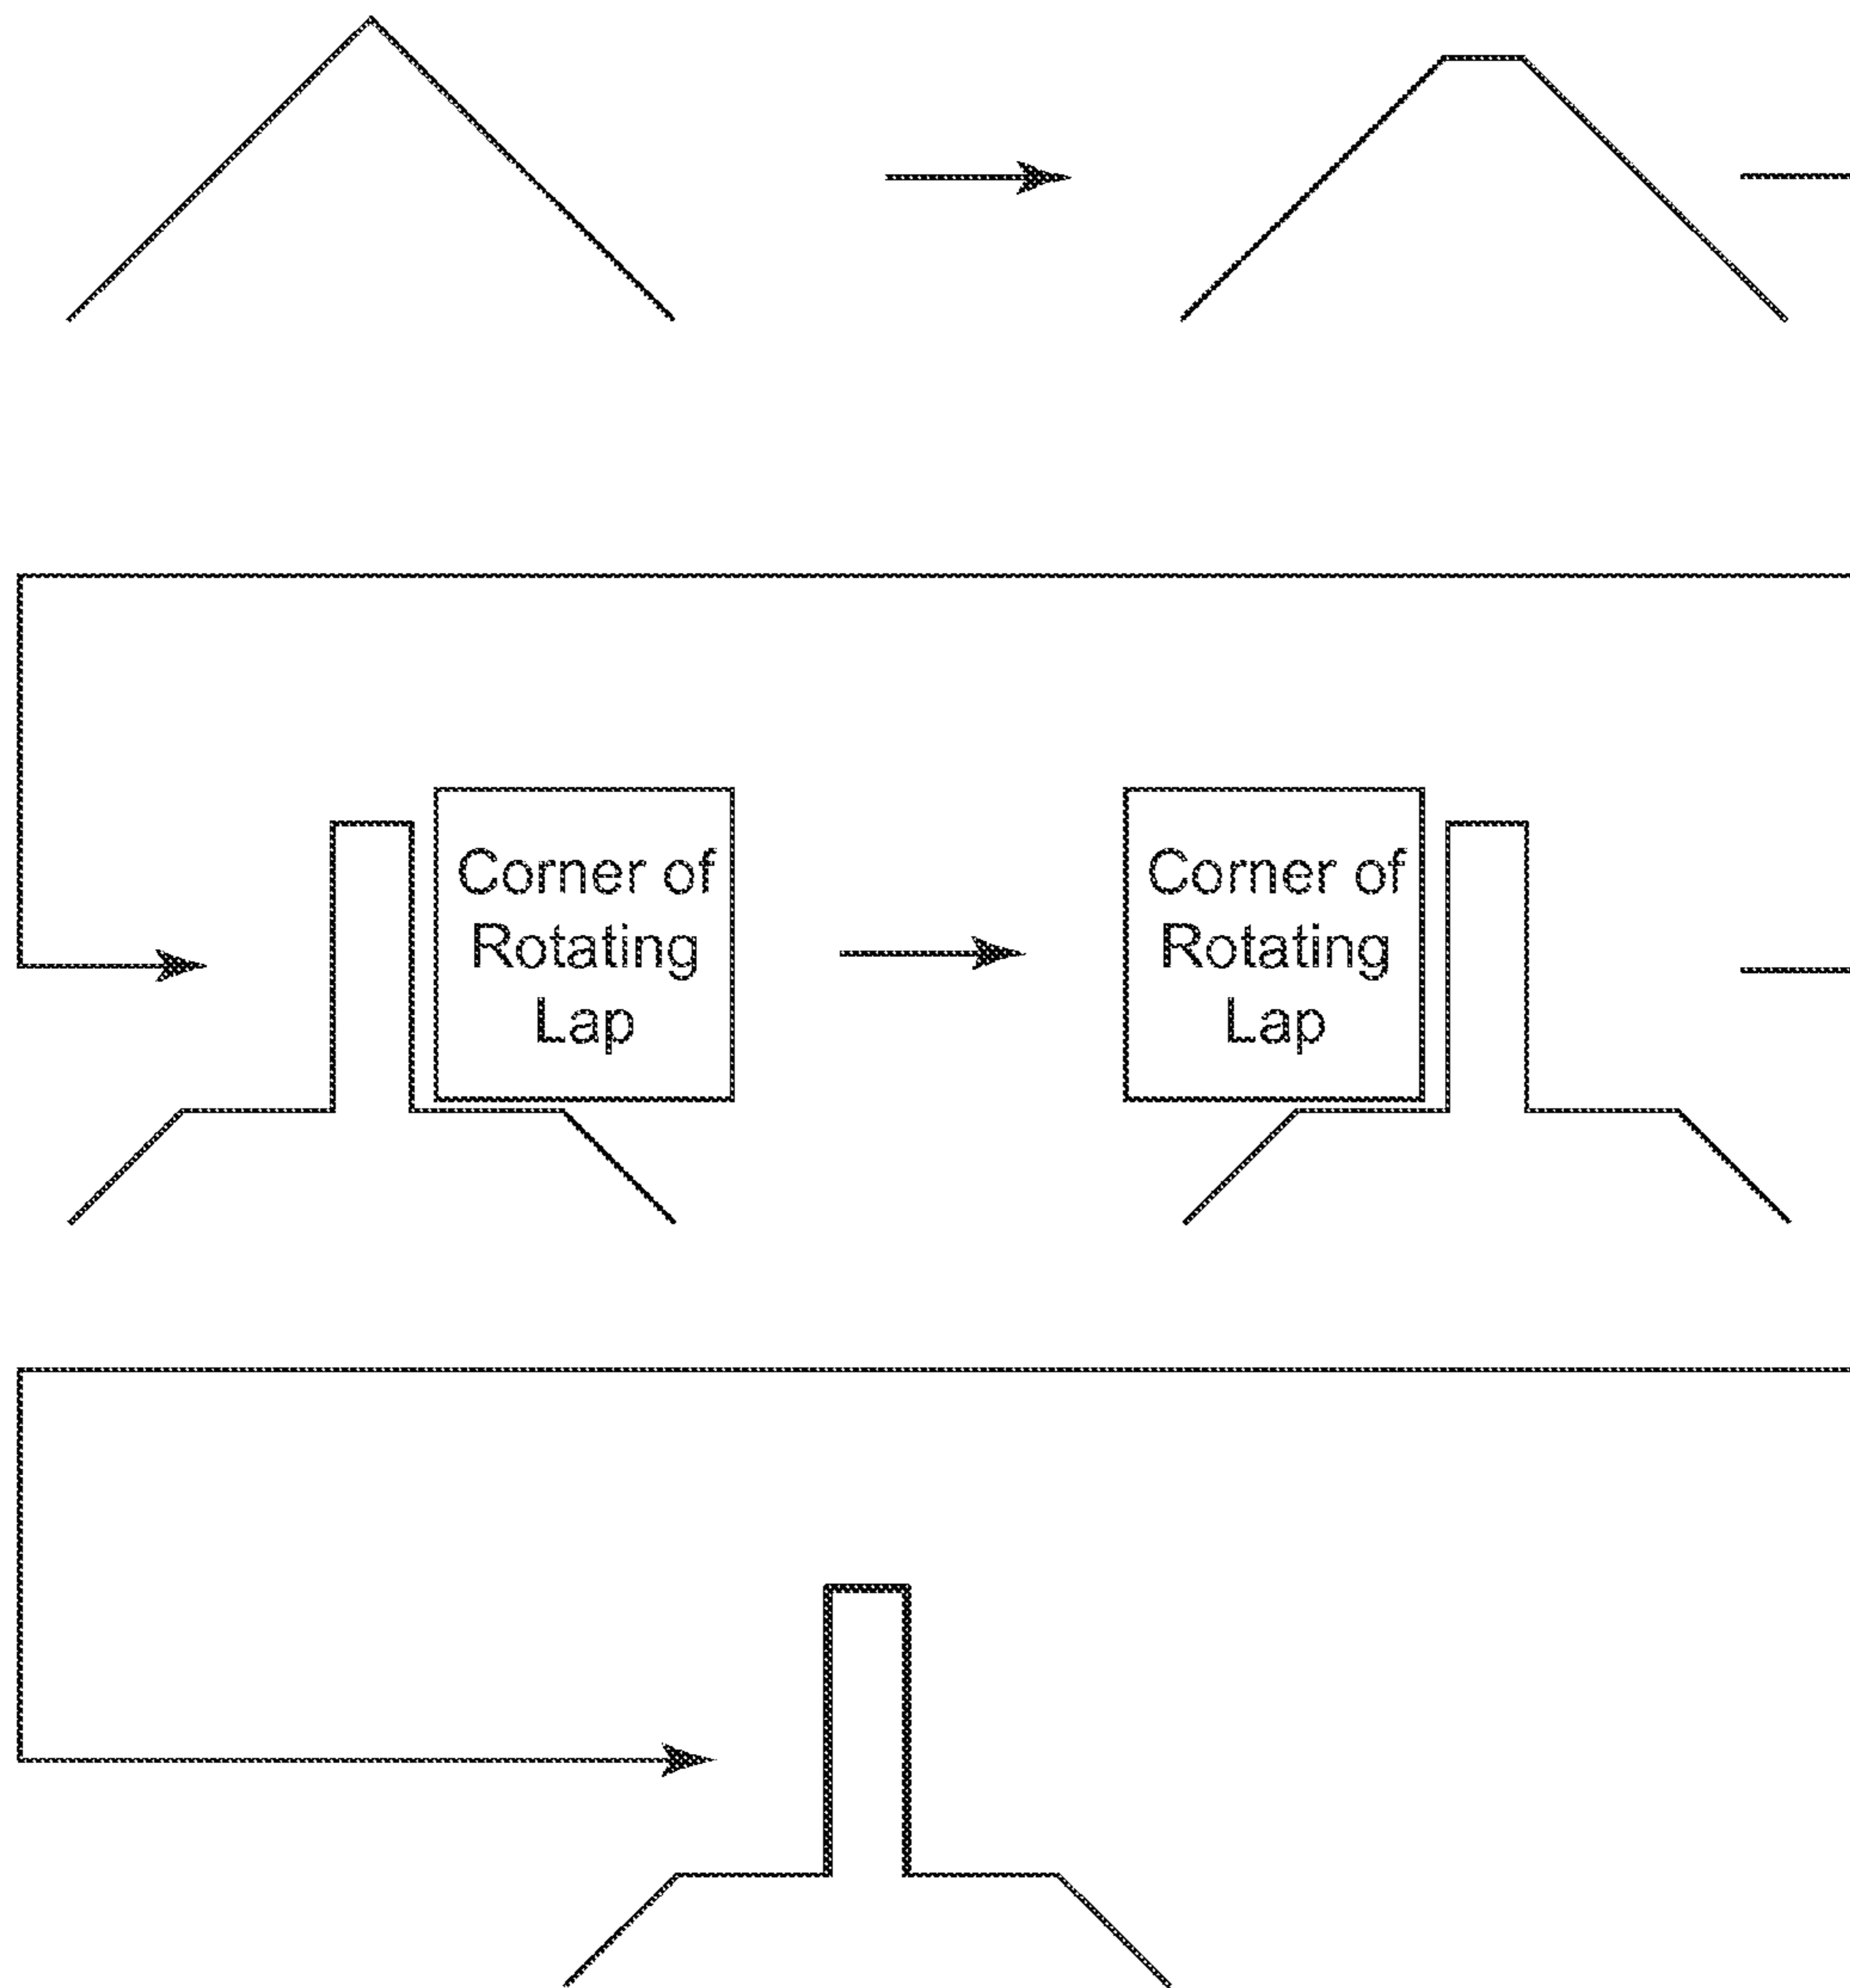 Corner of
Rotating
Lap
Corner of
Rotating
Lap